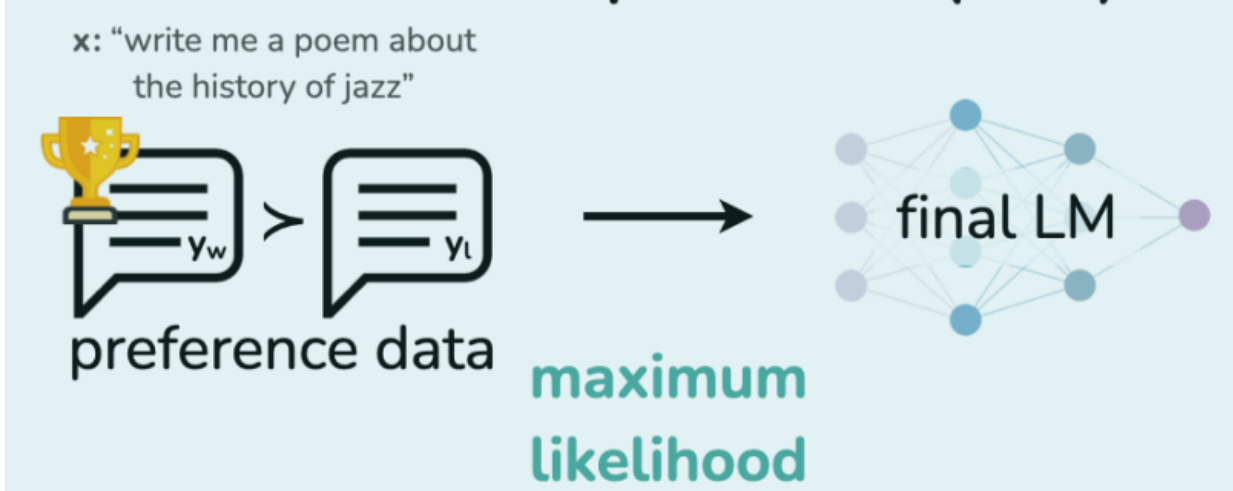 x: “write me a poem about
the history of jazz”
yw ≻ yl
preference data
final LM
maximum
likelihood